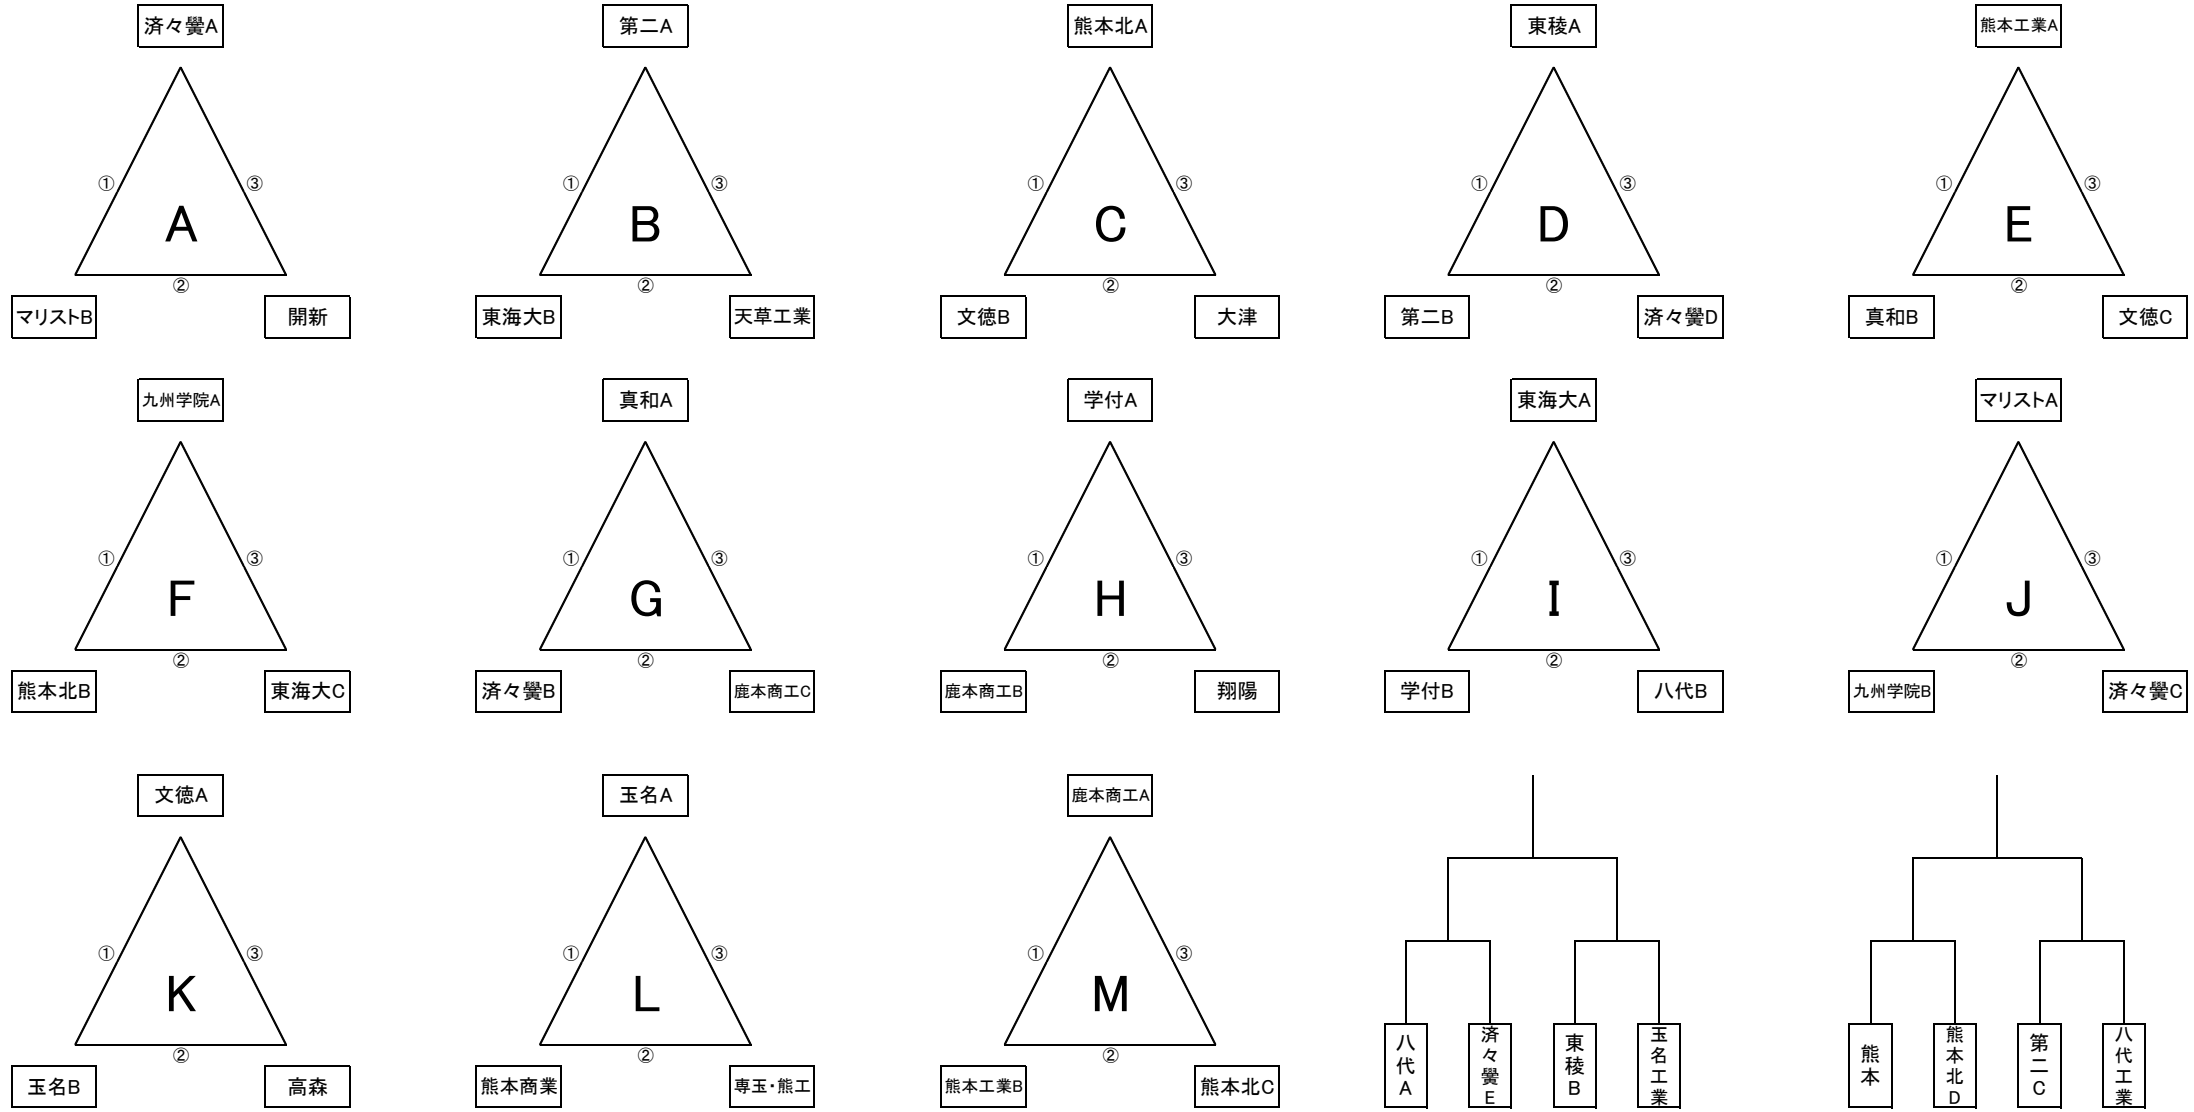 済々黌A
第二A
熊本北A
東稜A
熊本工業A
① ③
A
②
① ③
B
②
① ③
C
②
① ③
D
②
① ③
E
②
マリストB
開新
東海大B
天草工業
文徳B
大津
第二B
済々黌D
真和B
文徳C
九州学院A
真和A
学付A
東海大A
マリストA
① ③
F
②
① ③
G
②
① ③
H
②
① ③
I
②
① ③
J
②
熊本北B
東海大C
済々黌B
鹿本商工C
鹿本商工B
翔陽
学付B
八代B
九州学院B
済々黌C
文徳A
玉名A
鹿本商工A
① ③
K
②
① ③
L
②
① ③
M
②
玉名B
高森
熊本商業
専玉・熊工
熊本工業B
熊本北C
八代A
済々黌E
東稜B
玉名工業
熊本
熊本北D
第二C
八代工業